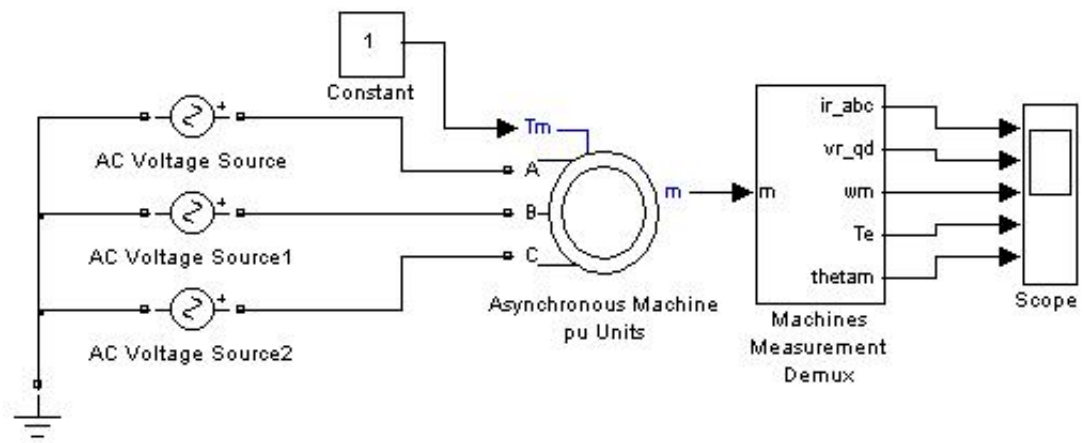 1
Constant
AC Voltage Source
AC Voltage Source1
AC Voltage Source2
Tm
A
B
C
m
Asynchronous Machine
pu Units
m
ir_abc
vr_qd
wm
Te
thetam
Machines
Measurement
Demux
Scope